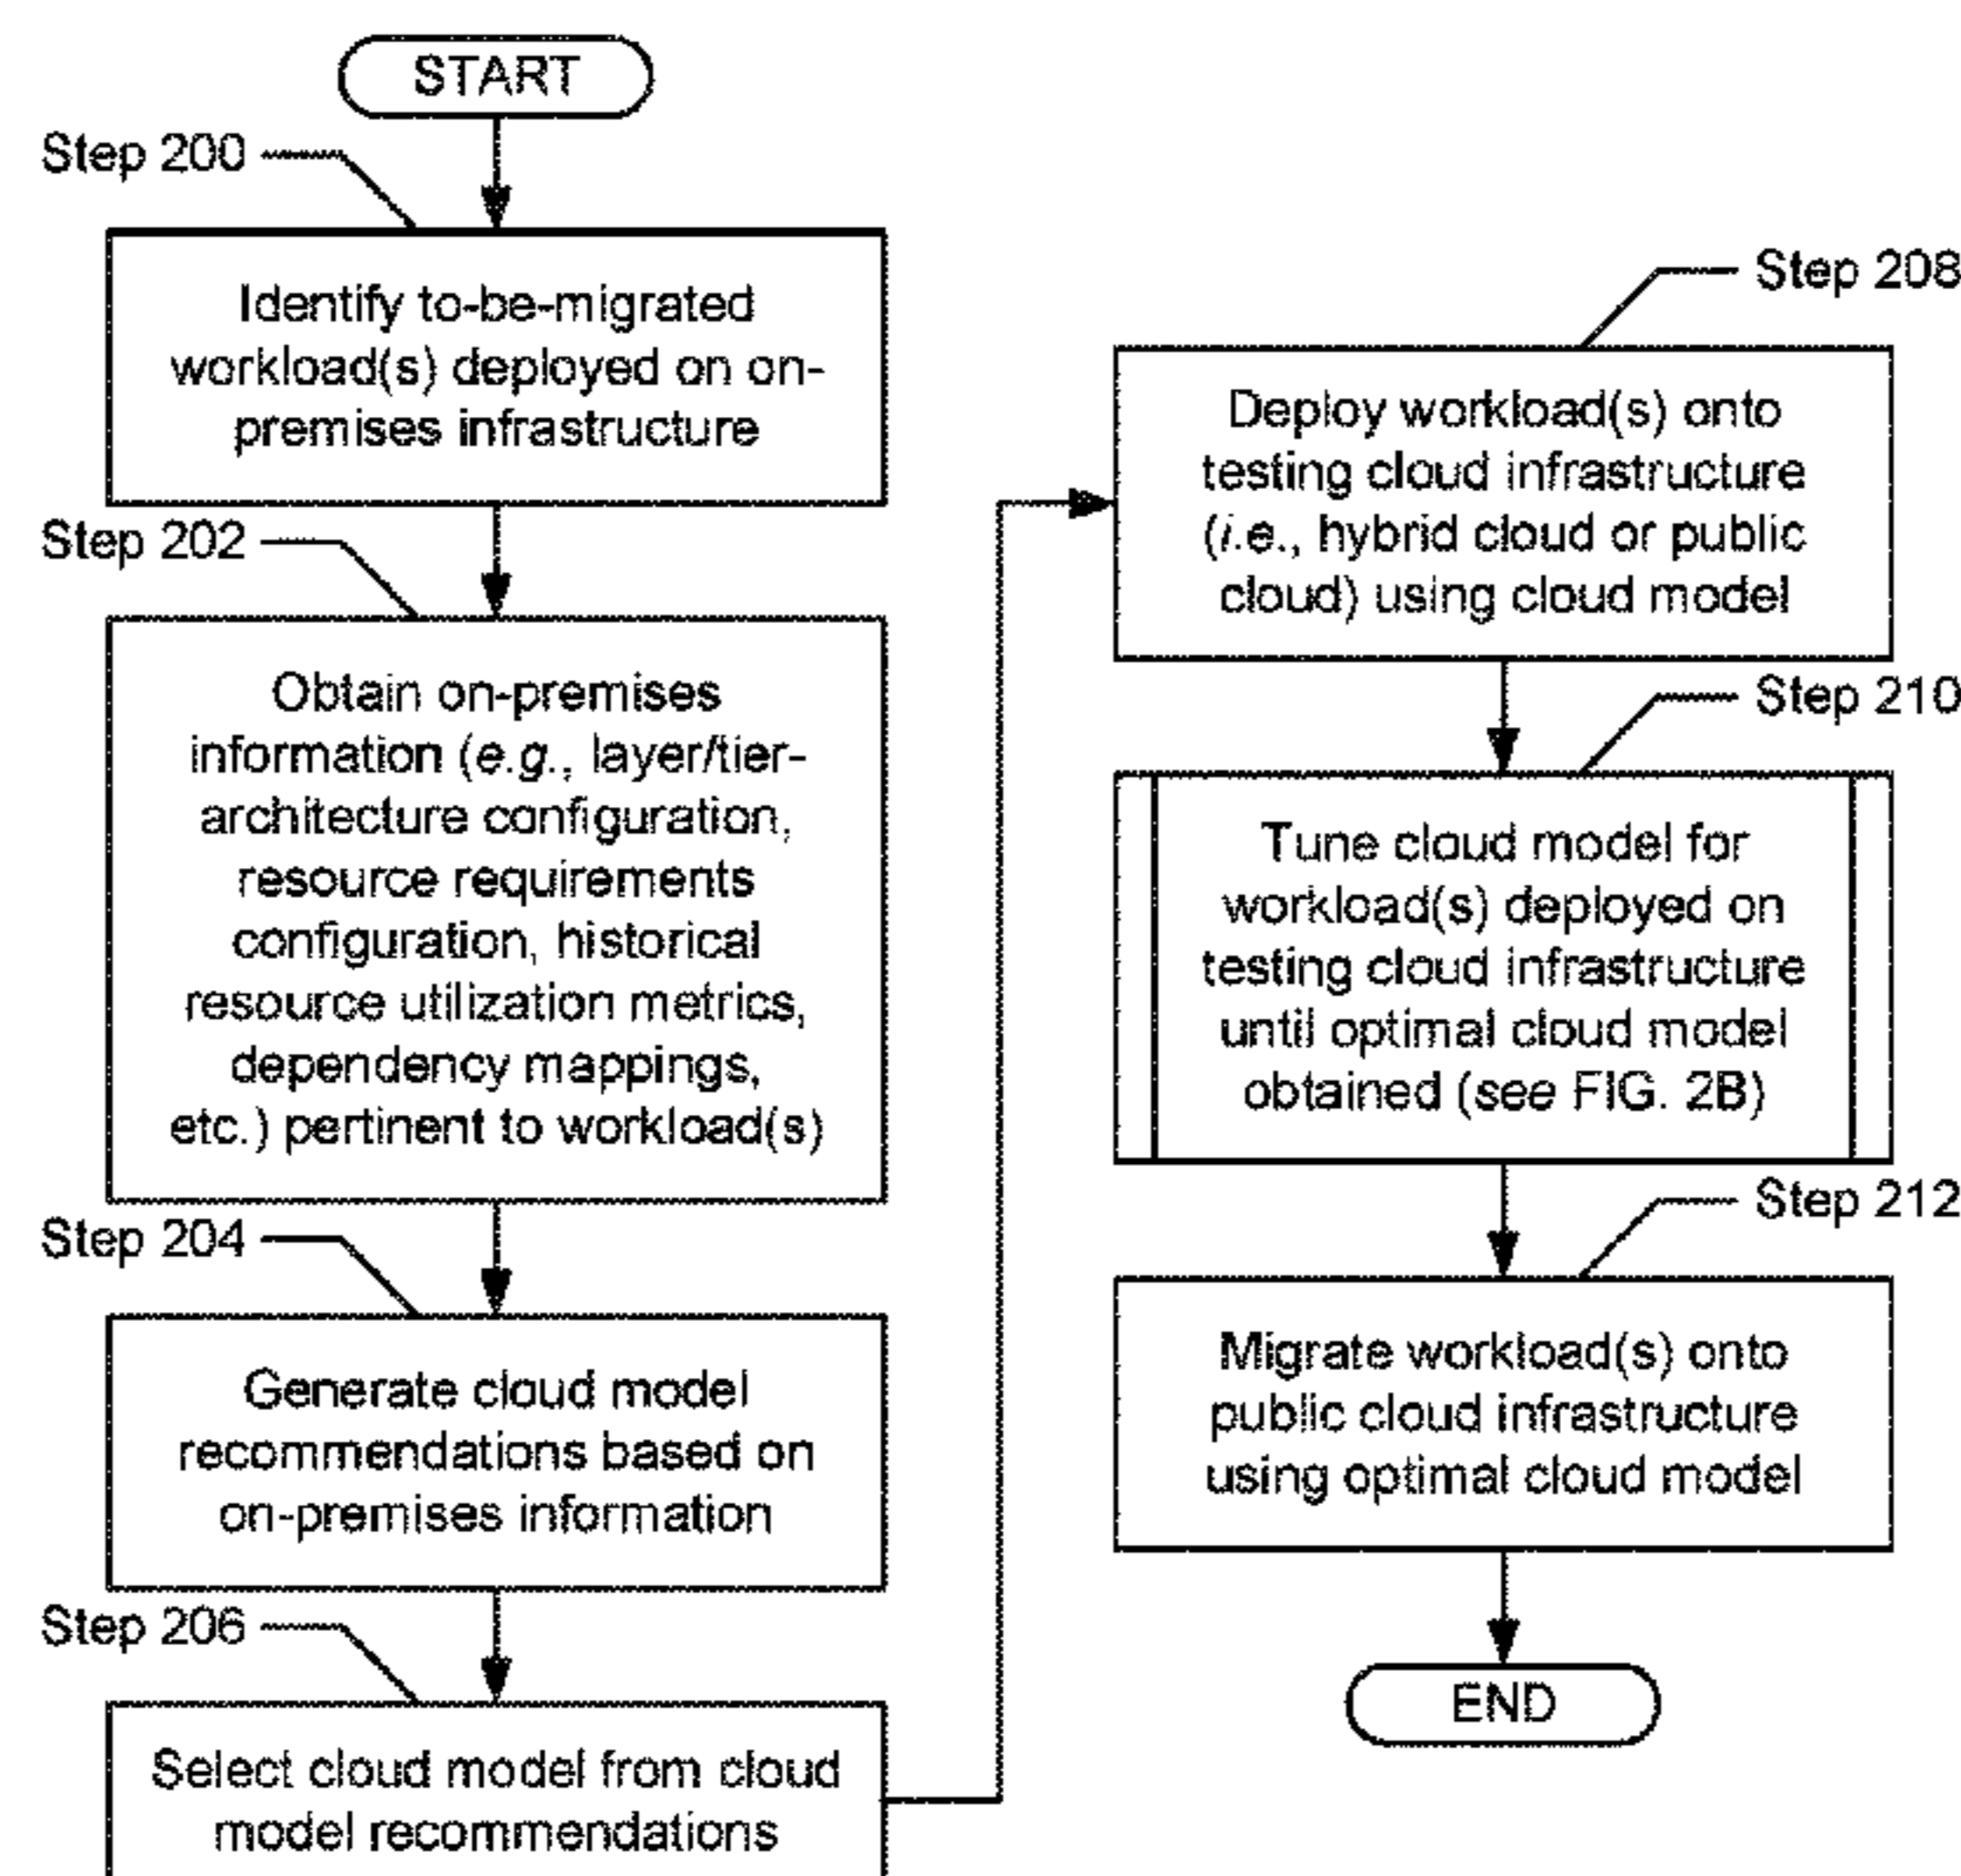 START
Step 200
Identify to-be-migrated
workload(s) deployed on on-
premises infrastructure
Step 202
Obtain on-premises
information (e.g., layer/tier-
architecture configuration,
resource requirements
configuration, historical
resource utilization metrics,
dependency mappings,
etc.) pertinent to workload(s)
Step 204
Generate cloud model
recommendations based on
on-premises information
Step 206
Select cloud model from cloud
model recommendations
Step 208
Deploy workload(s) onto
testing cloud infrastructure
(i.e., hybrid cloud or public
cloud) using cloud model
Step 210
Tune cloud model for
workload(s) deployed on
testing cloud infrastructure
until optimal cloud model
obtained (see FIG. 2B)
Step 212
Migrate workload(s) onto
public cloud infrastructure
using optimal cloud model
END